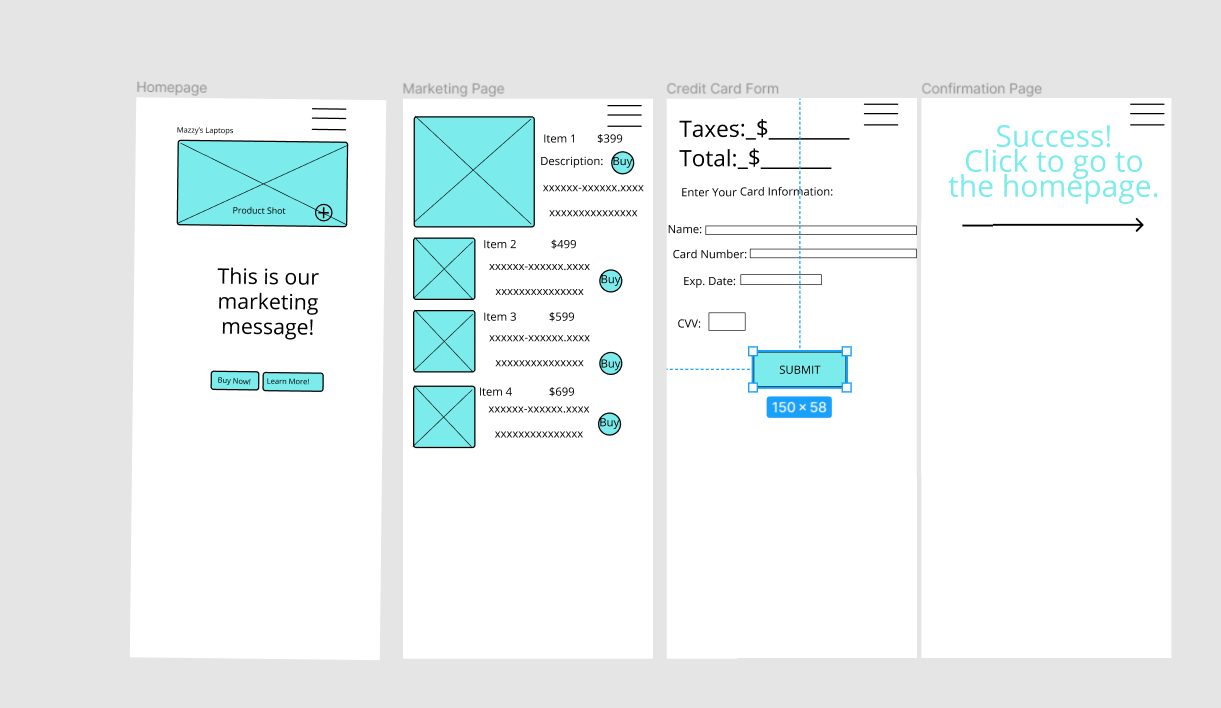 Homepage
Mazzy's Laptops
Product Shot
This is our
marketing
message!
Buy Now!
Learn More!
Marketing Page
Item 1 $399
Description: Buy
xxxxxx-xxxxxx.xxxx
xxxxxxxxxxxxxxx
Item 2 $499
xxxxxx-xxxxxx.xxxx
Buy
xxxxxxxxxxxxxxx
Item 3 $599
xxxxxx-xxxxxx.xxxx
xxxxxxxxxxxxxxx Buy
Item 4 $699
xxxxxx-xxxxxx.xxxx
Buy
xxxxxxxxxxxxxxx
Credit Card Form
Taxes:_$_______
Total:_$______
Enter Your Card Information:
Name:
Card Number:
Exp. Date:
CVV:
SUBMIT
150 × 58
Confirmation Page
Success!
Click to go to
the homepage.